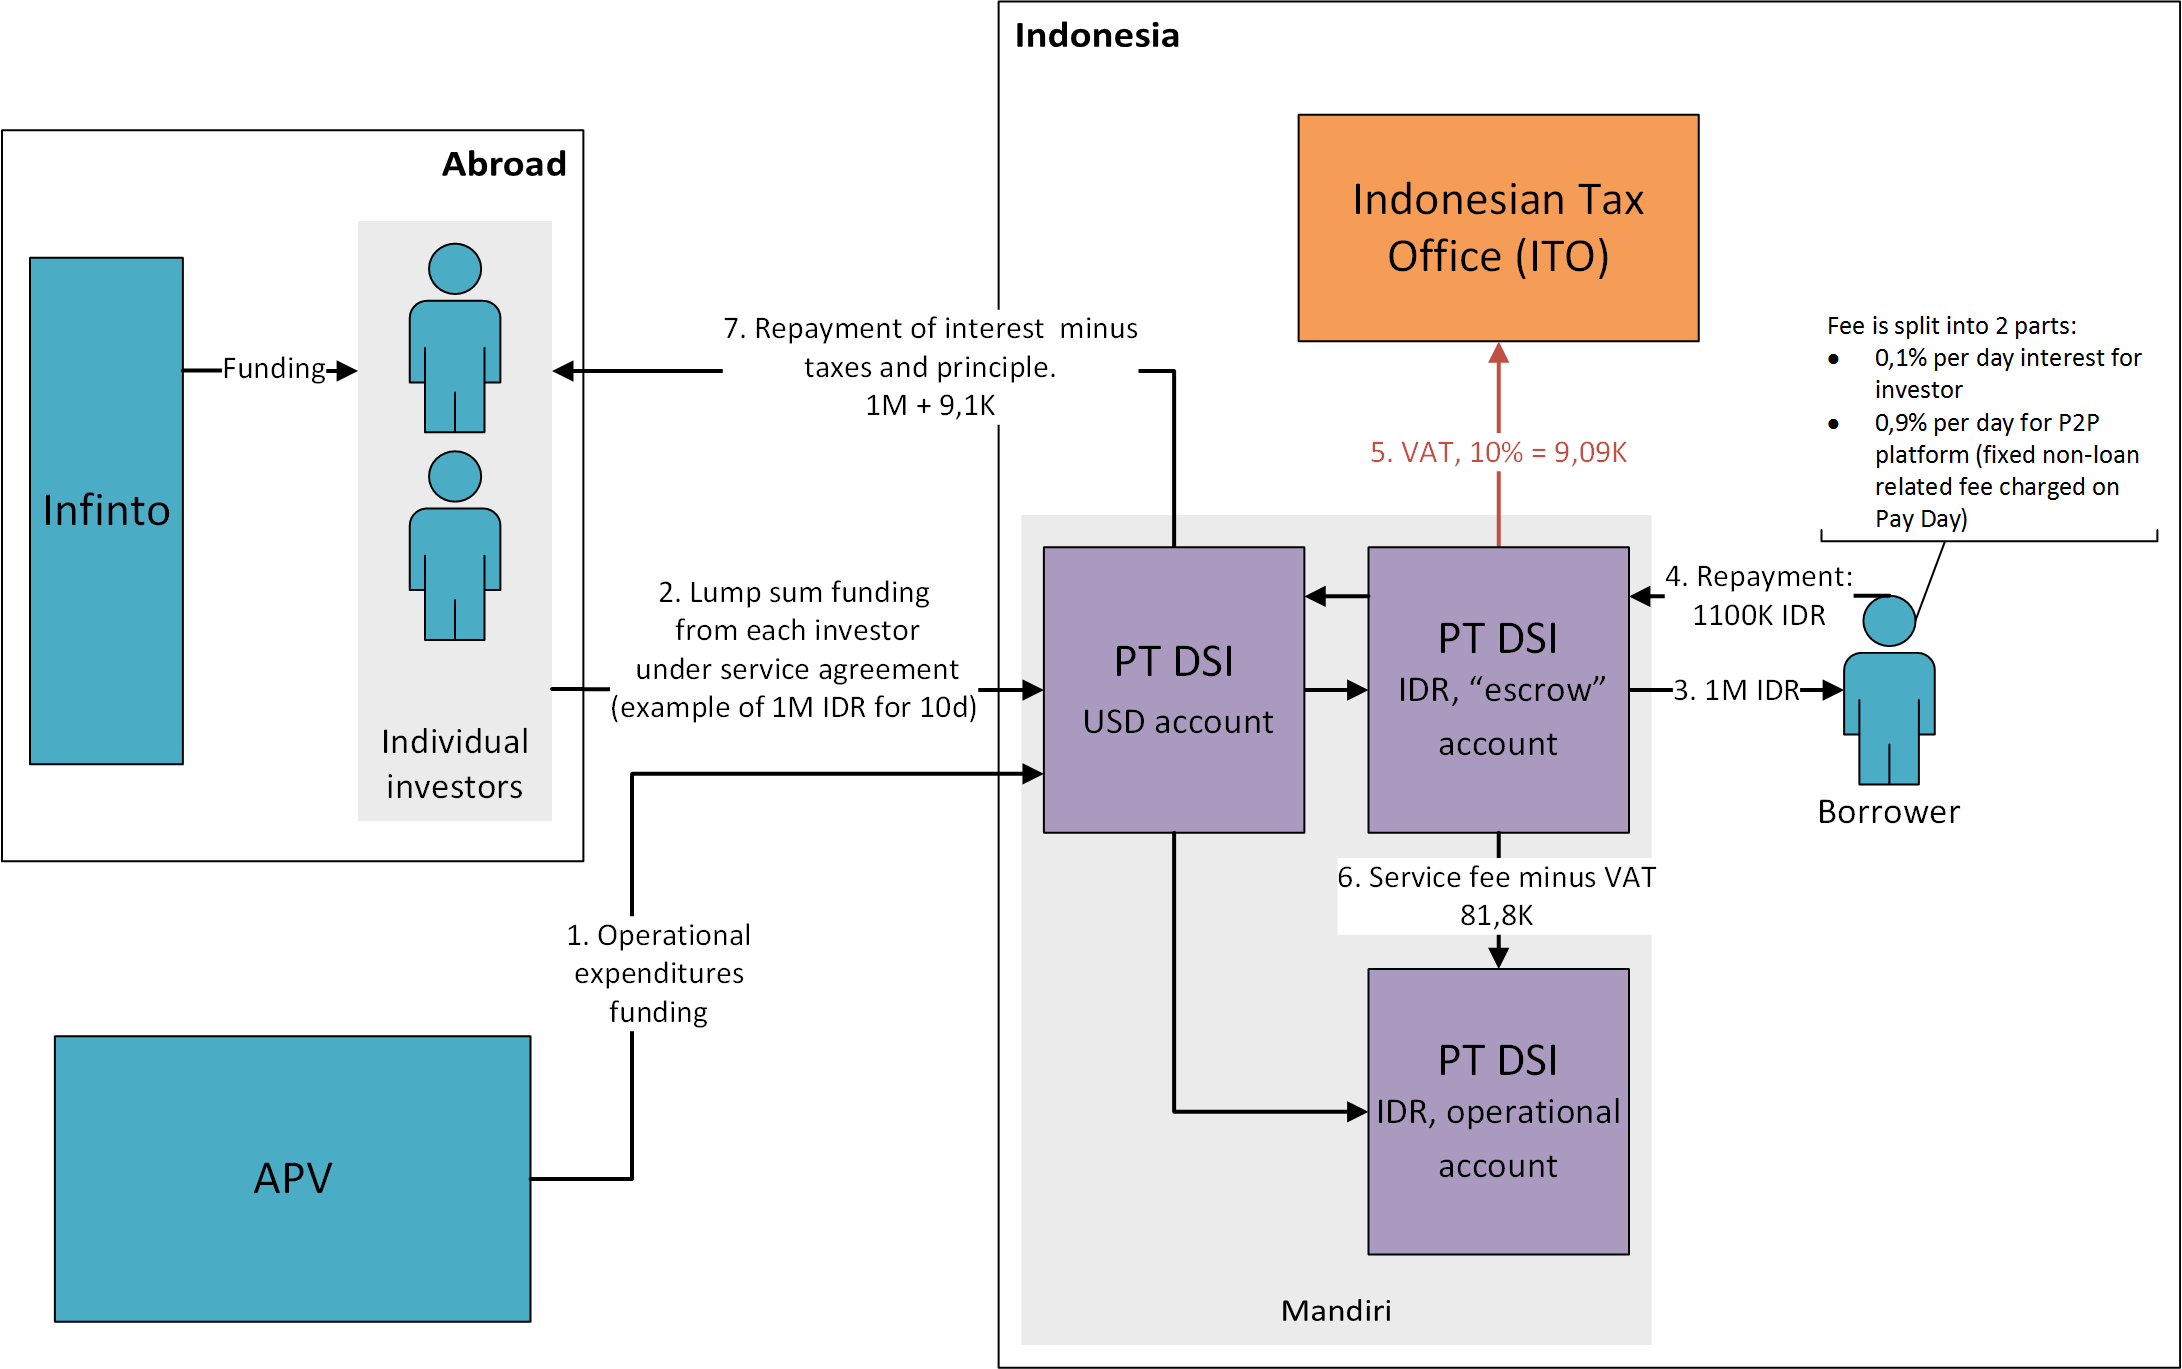 Indonesia
Abroad
Indonesian Tax
Office (ITO)
Infinto
Funding
7. Repayment of interest  minus
taxes and principle.
1M + 9,1K
5. VAT, 10% = 9,09K
Fee is split into 2 parts:
● 0,1% per day interest for
investor
● 0,9% per day for P2P
platform (fixed non-loan
related fee charged on
Pay Day)
2. Lump sum funding
from each investor
under service agreement
(example of 1M IDR for 10d)
Individual
investors
PT DSI
USD account
PT DSI
IDR, “escrow”
account
4. Repayment:
1100K IDR
3. 1M IDR
Borrower
6. Service fee minus VAT
81,8K
1. Operational
expenditures
funding
APV
PT DSI
IDR, operational
account
Mandiri